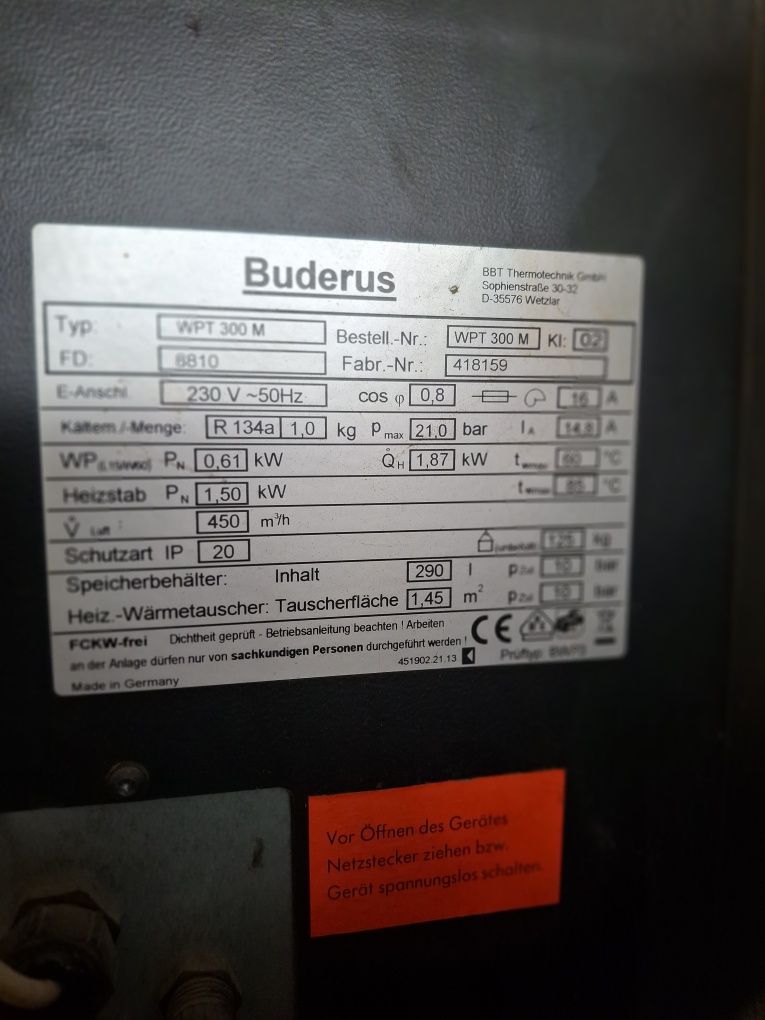 Buderus
BBT Thermotechnik GmbH
Sophienstraße 30-32
D-35576 Wetzlar
Typ: WPT 300 M Bestell.-Nr.: WPT 300 M Kl: 02
FD: 6810 Fabr.-Nr.: 418159
E-Anschl. 230 V ~50Hz cos φ 0,8 16 A
Kältem./-Menge: R 134a 1,0 kg pmax 21,0 bar IA 14,8 A
WP PN 0,61 kW Q̇H 1,87 kW 60 °C
Heizstab PN 1,50 kW 85 °C
V̇ Luft : 450 m³/h
Schutzart IP 20 125 kg
Speicherbehälter: Inhalt 290 l 10 bar
Heiz.-Wärmetauscher: Tauscherfläche 1,45 m² 10 bar
FCKW-frei Dichtheit geprüft - Betriebsanleitung beachten ! Arbeiten
an der Anlage dürfen nur von sachkundigen Personen durchgeführt werden !
CE
451902.21.13 Prüftyp:
Made in Germany
Vor Öffnen des Gerätes
Netzstecker ziehen bzw.
Gerät spannungslos schalten.